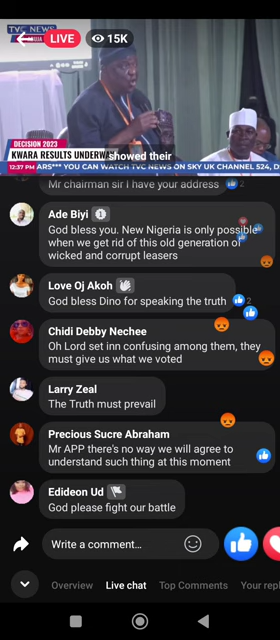 TVC NEWS
LIVE
15K
DECISION 2023
KWARA RESULTS UNDERW
showed their
12:37 PM
ARS*** YOU CAN WATCH TVC NEWS ON SKY UK CHANNEL 524,
Mr chairman sir I have your address
2
Ade Biyi 1
God bless you. New Nigeria is only possible
when we get rid of this old generation of
wicked and corrupt leasers
Love Oj Akoh
God bless Dino for speaking the truth
2
Chidi Debby Nechee
Oh Lord set inn confusing among them, they
must give us what we voted
Larry Zeal
The Truth must prevail
Precious Sucre Abraham
Mr APP there's no way we will agree to
understand such thing at this moment
Edideon Ud
God please fight our battle
Write a comment...
Overview Live chat Top Comments Your repl